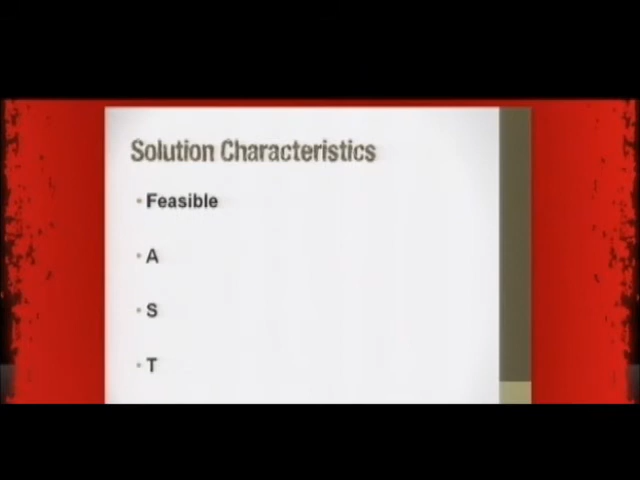 Solution Characteristics
• Feasible
• A
• S
• T